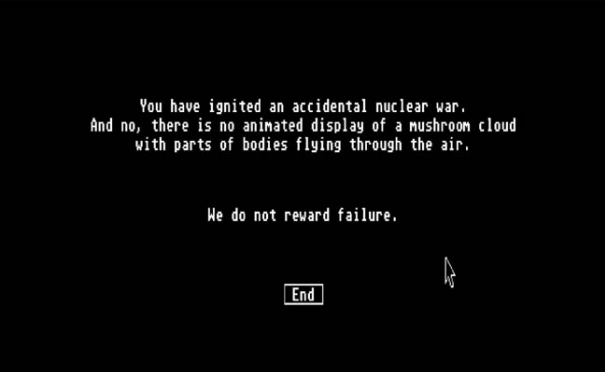 You have ignited an accidental nuclear war.
And no, there is no animated display of a mushroom cloud
with parts of bodies flying through the air.
We do not reward failure.
End